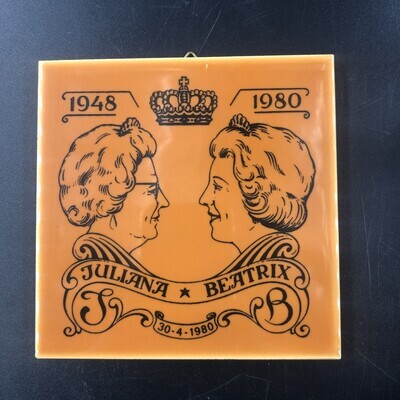 1948 1980
JULIANA ★ BEATRIX
J B
30-4-1980